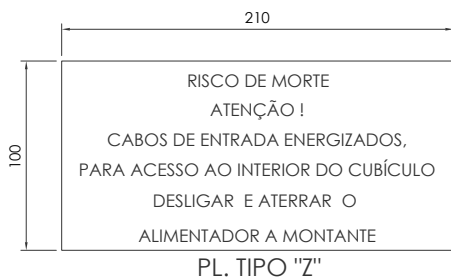 210
100
RISCO DE MORTE
ATENÇÃO !
CABOS DE ENTRADA ENERGIZADOS,
PARA ACESSO AO INTERIOR DO CUBÍCULO
DESLIGAR E ATERRAR O
ALIMENTADOR A MONTANTE
PL. TIPO "Z"